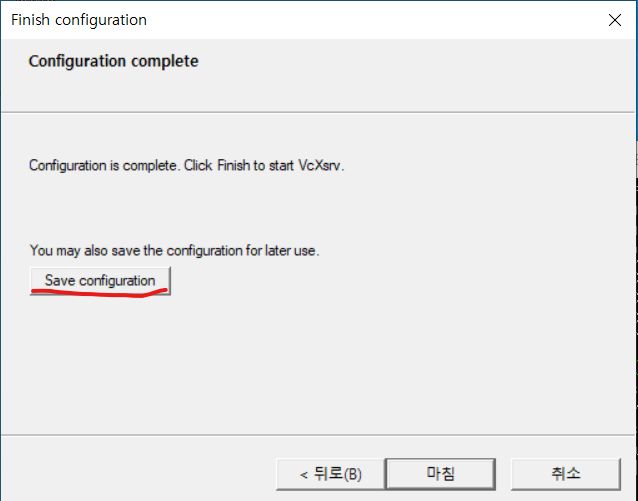 Finish configuration
Configuration complete
Configuration is complete. Click Finish to start VcXsrv.
You may also save the configuration for later use.
Save configuration
< 뒤로(B)
마침
취소